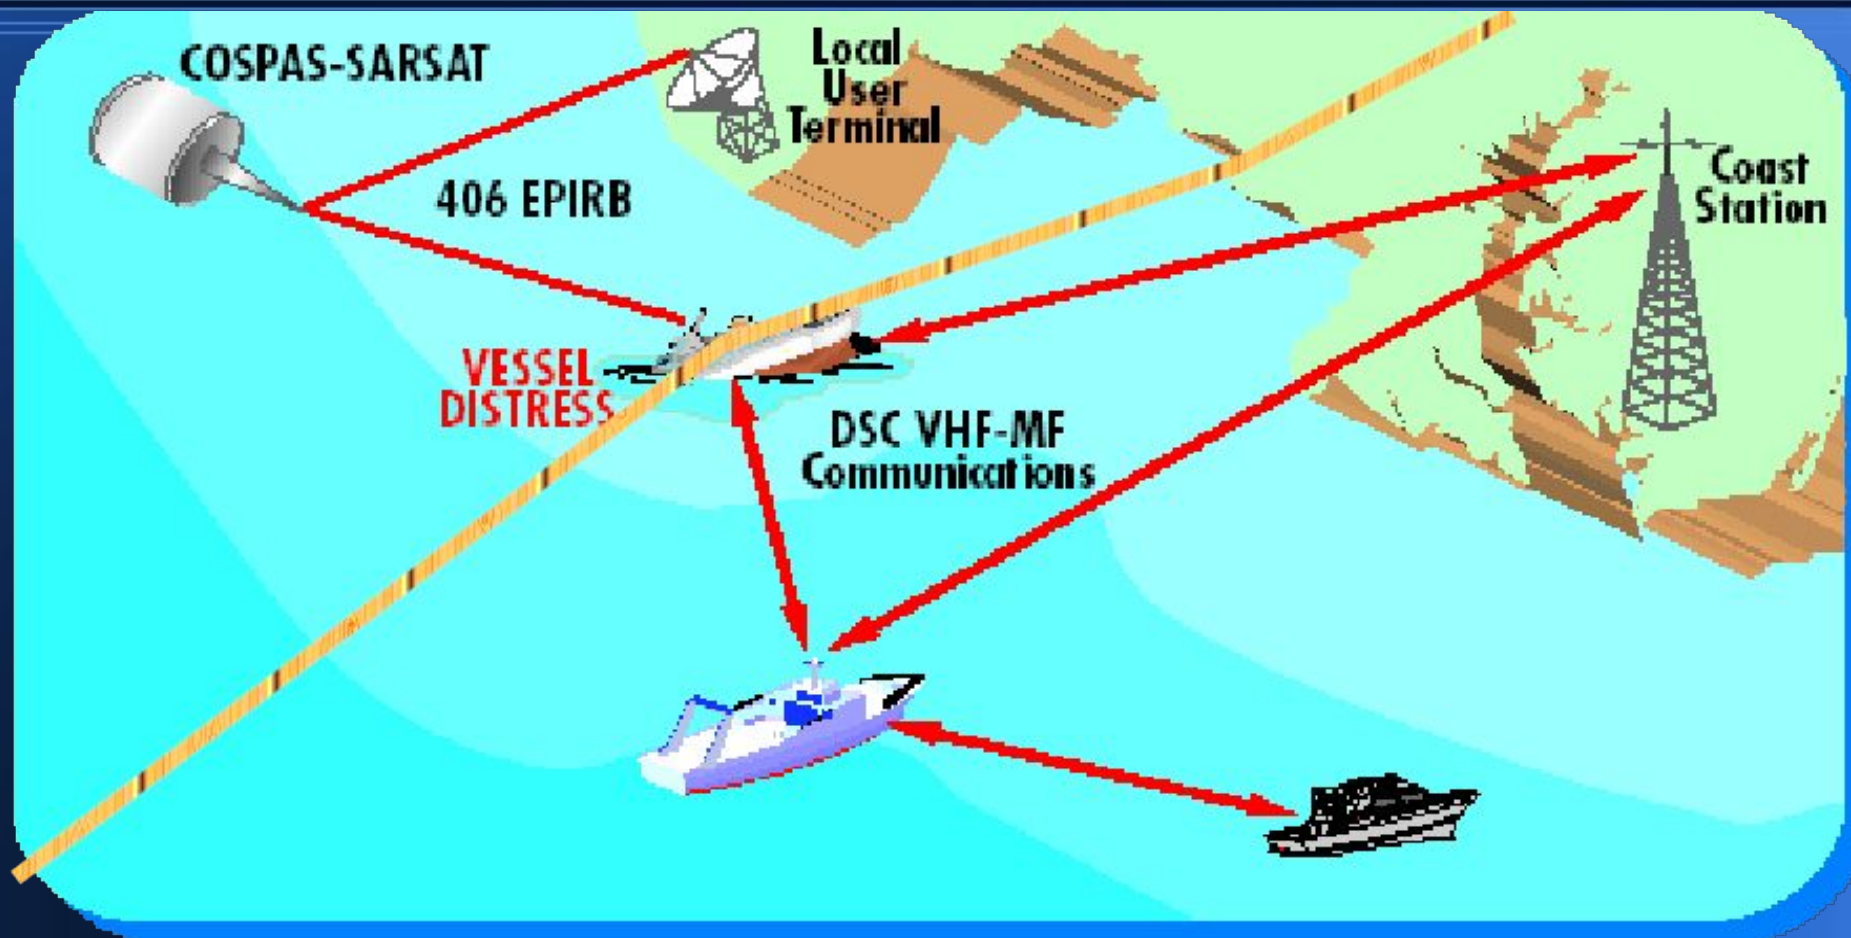 COSPAS-SARSAT
Local
User
Terminal
406 EPIRB
Coast
Station
VESSEL
DISTRESS
DSC VHF-MF
Communications